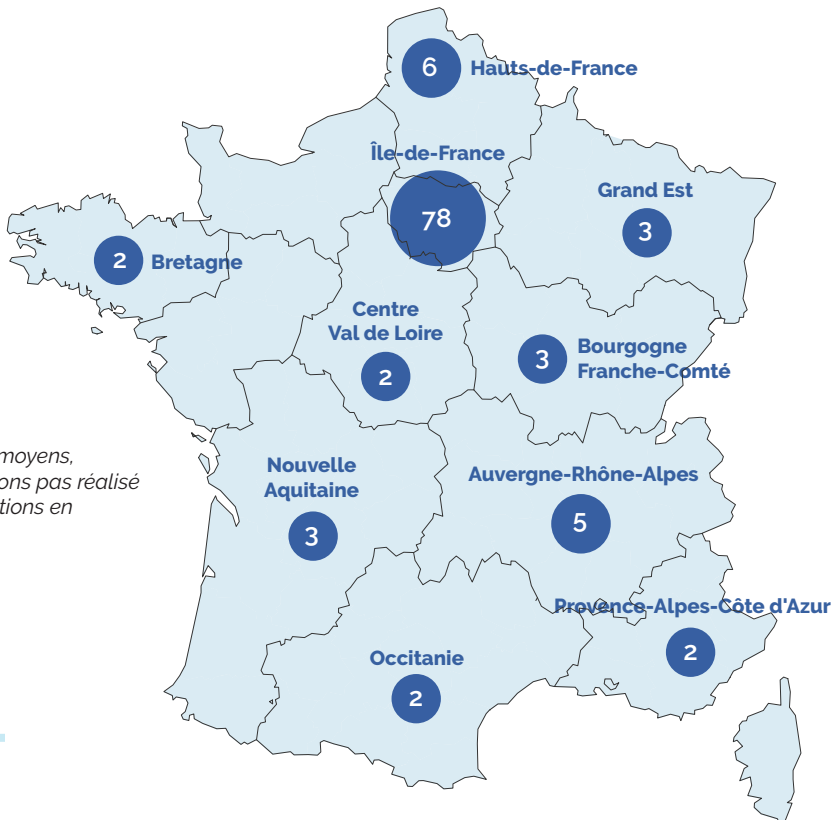 6 Hauts-de-France
Île-de-France
78
Grand Est
3
2 Bretagne
Centre
Val de Loire
2
3 Bourgogne
Franche-Comté
moyens,
ons pas réalisé
tions en
Nouvelle
Aquitaine
3
Auvergne-Rhône-Alpes
5
Provence-Alpes-Côte d'Azur
2
Occitanie
2